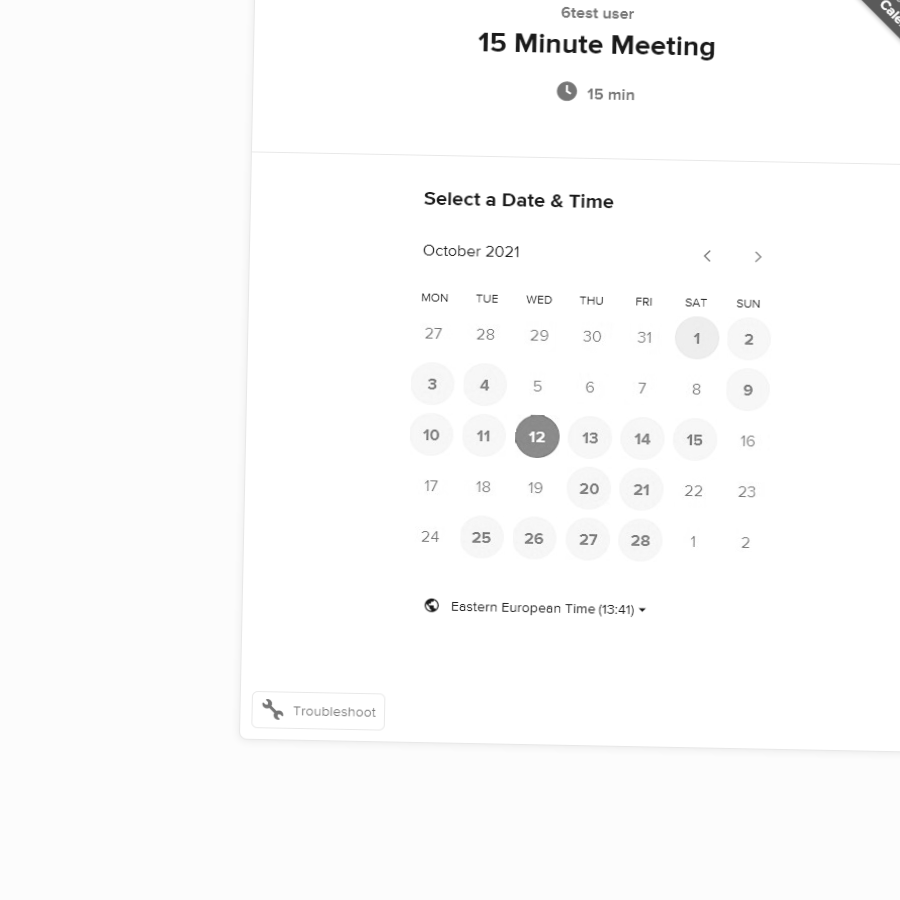 6test user
15 Minute Meeting
15 min
Select a Date & Time
October 2021
MON TUE WED THU FRI SAT SUN
27 28 29 30 31 1 2
3 4 5 6 7 8 9
10 11 12 13 14 15 16
17 18 19 20 21 22 23
24 25 26 27 28 1 2
Eastern European Time (13:41)
Troubleshoot